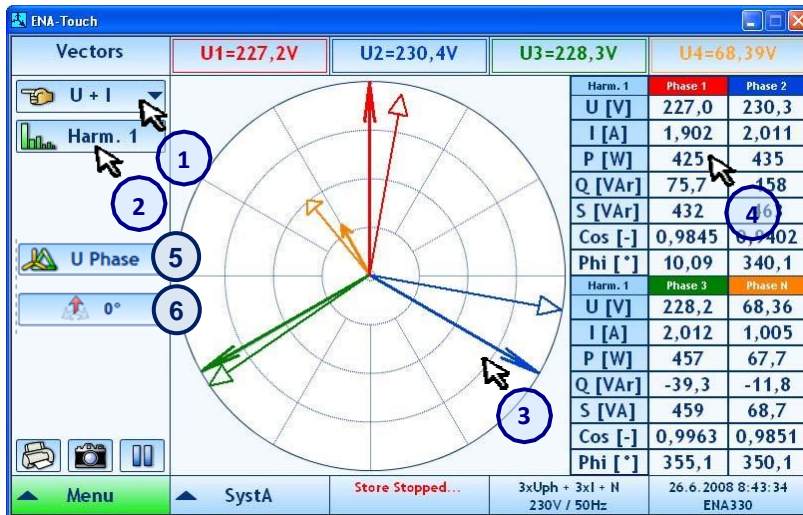 ENA-Touch
Vectors U1=227,2V U2=230,4V U3=228,3V U4=68,39V
U + I
Harm. 1
1
2
U Phase 5
0° 6
3
4
Harm. 1 Phase 1 Phase 2
U [V] 227,0 230,3
I [A] 1,902 2,011
P [W] 425 435
Q [VAr] 75,7 158
S [VAr] 432 463
Cos [-] 0,9845 0,9402
Phi [°] 10,09 340,1
Harm. 1 Phase 3 Phase N
U [V] 228,2 68,36
I [A] 2,012 1,005
P [W] 457 67,7
Q [VAr] -39,3 -11,8
S [VA] 459 68,7
Cos [-] 0,9963 0,9851
Phi [°] 355,1 350,1
Menu SystA Store Stopped... 3xUph + 3xI + N 26.6.2008 8:43:34
230V / 50Hz ENA330